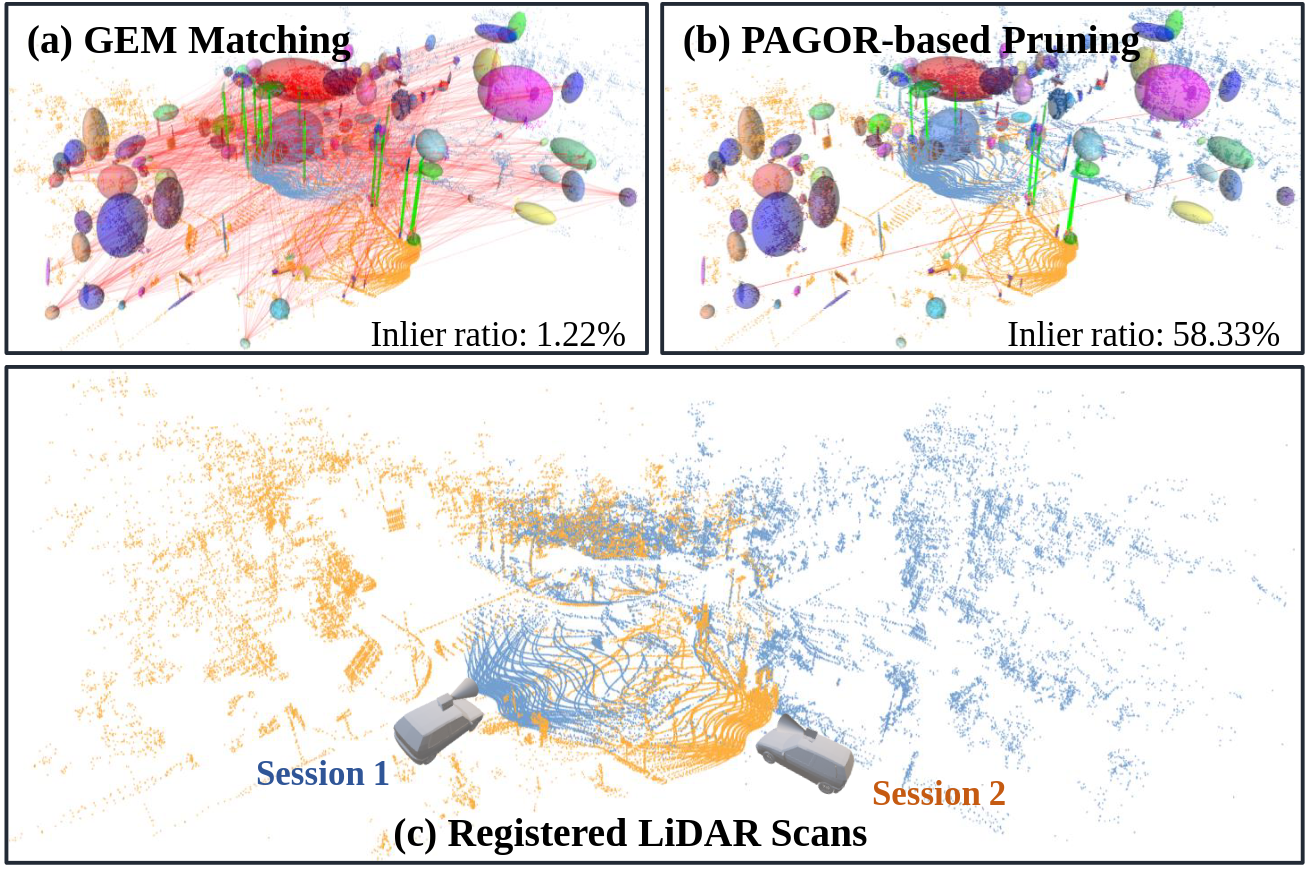 (a) GEM Matching
Inlier ratio: 1.22%
(b) PAGOR-based Pruning
Inlier ratio: 58.33%
Session 1
Session 2
(c) Registered LiDAR Scans